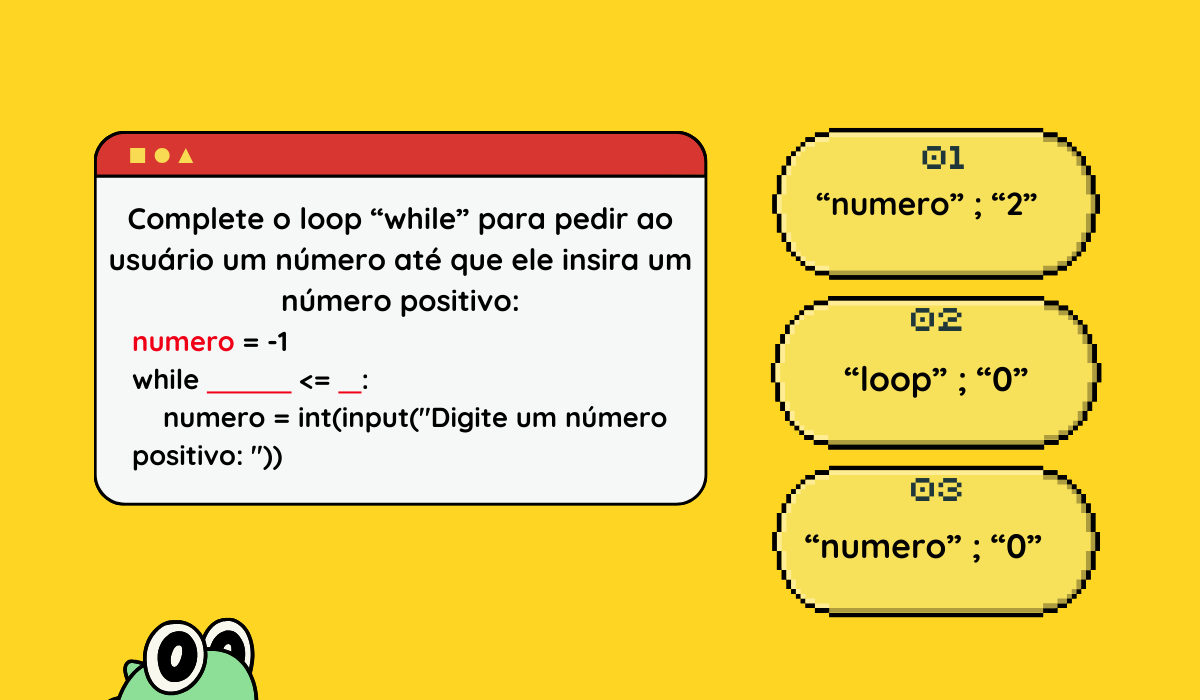 Complete o loop “while” para pedir ao
usuário um número até que ele insira um
número positivo:
numero = -1
while ______ <= __:
numero = int(input("Digite um número
positivo: "))
01
“numero” ; “2”
02
“loop” ; “0”
03
“numero” ; “0”